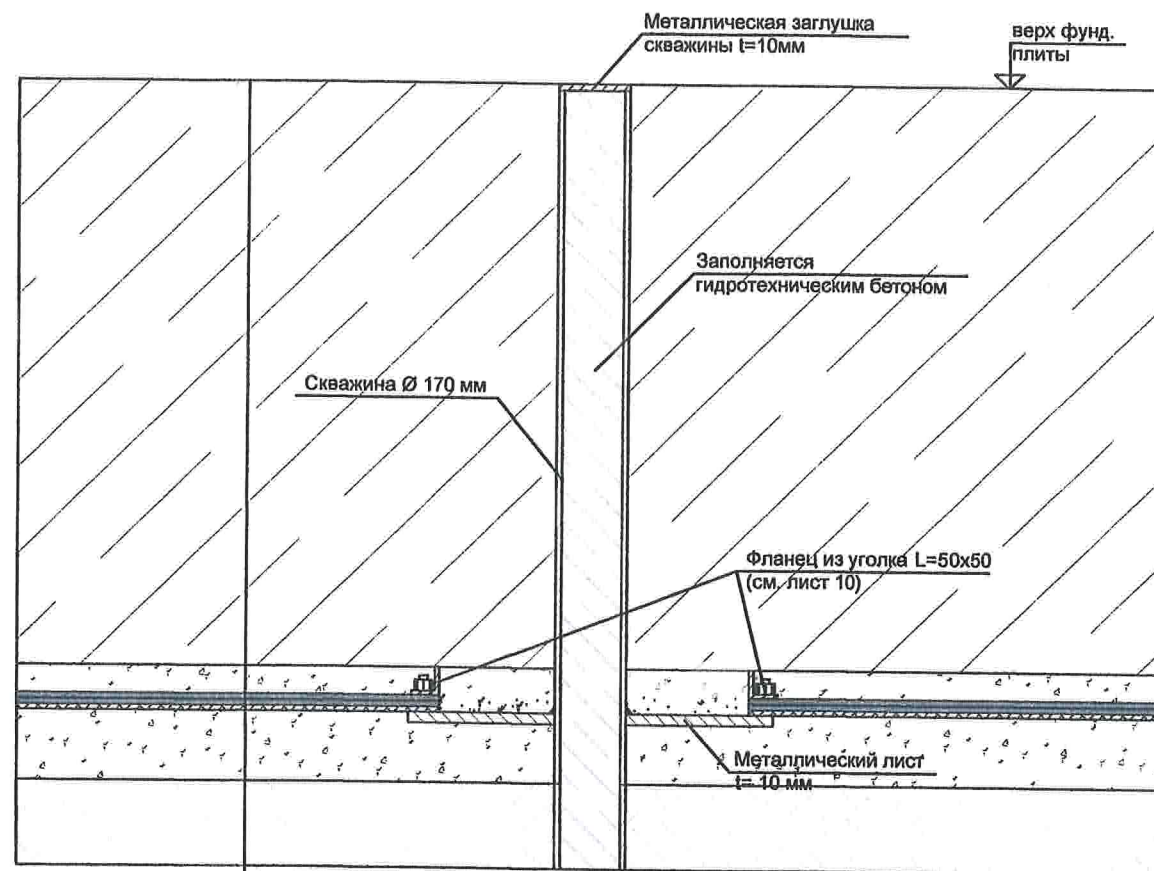 Металлическая заглушка
скважины t=10мм
верх фунд.
плиты
Заполняется
гидротехническим бетоном
Скважина Ø 170 мм
Фланец из уголка L=50x50
(см. лист 10)
Металлический лист
t= 10 мм